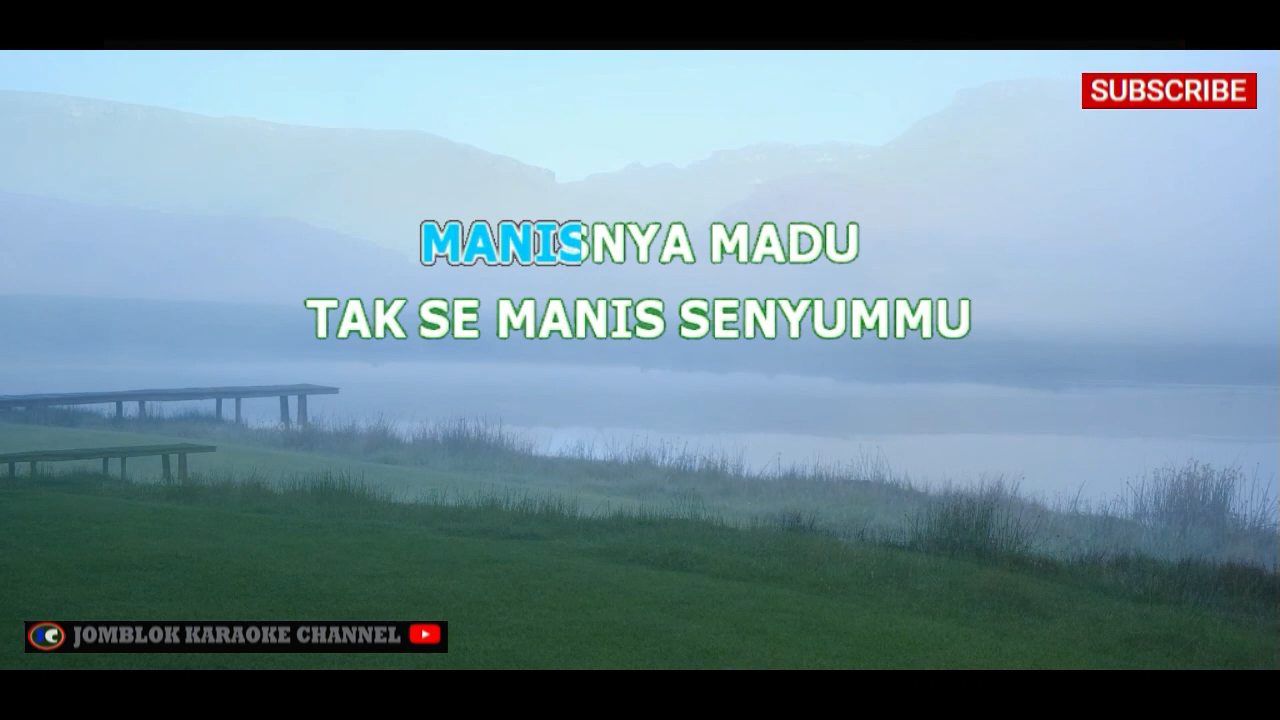 SUBSCRIBE
MANISNYA MADU
TAK SE MANIS SENYUMMU
JOMBLOK KARAOKE CHANNEL